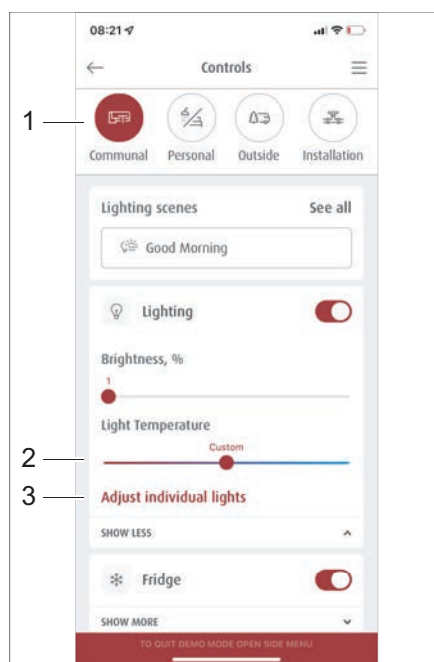 08:21
Controls
1
Communal Personal Outside Installation
Lighting scenes See all
Good Morning
Lighting
Brightness, %
1
Light Temperature
Custom
2
3 Adjust individual lights
SHOW LESS
Fridge
SHOW MORE
TO QUIT DEMO MODE OPEN SIDE MENU